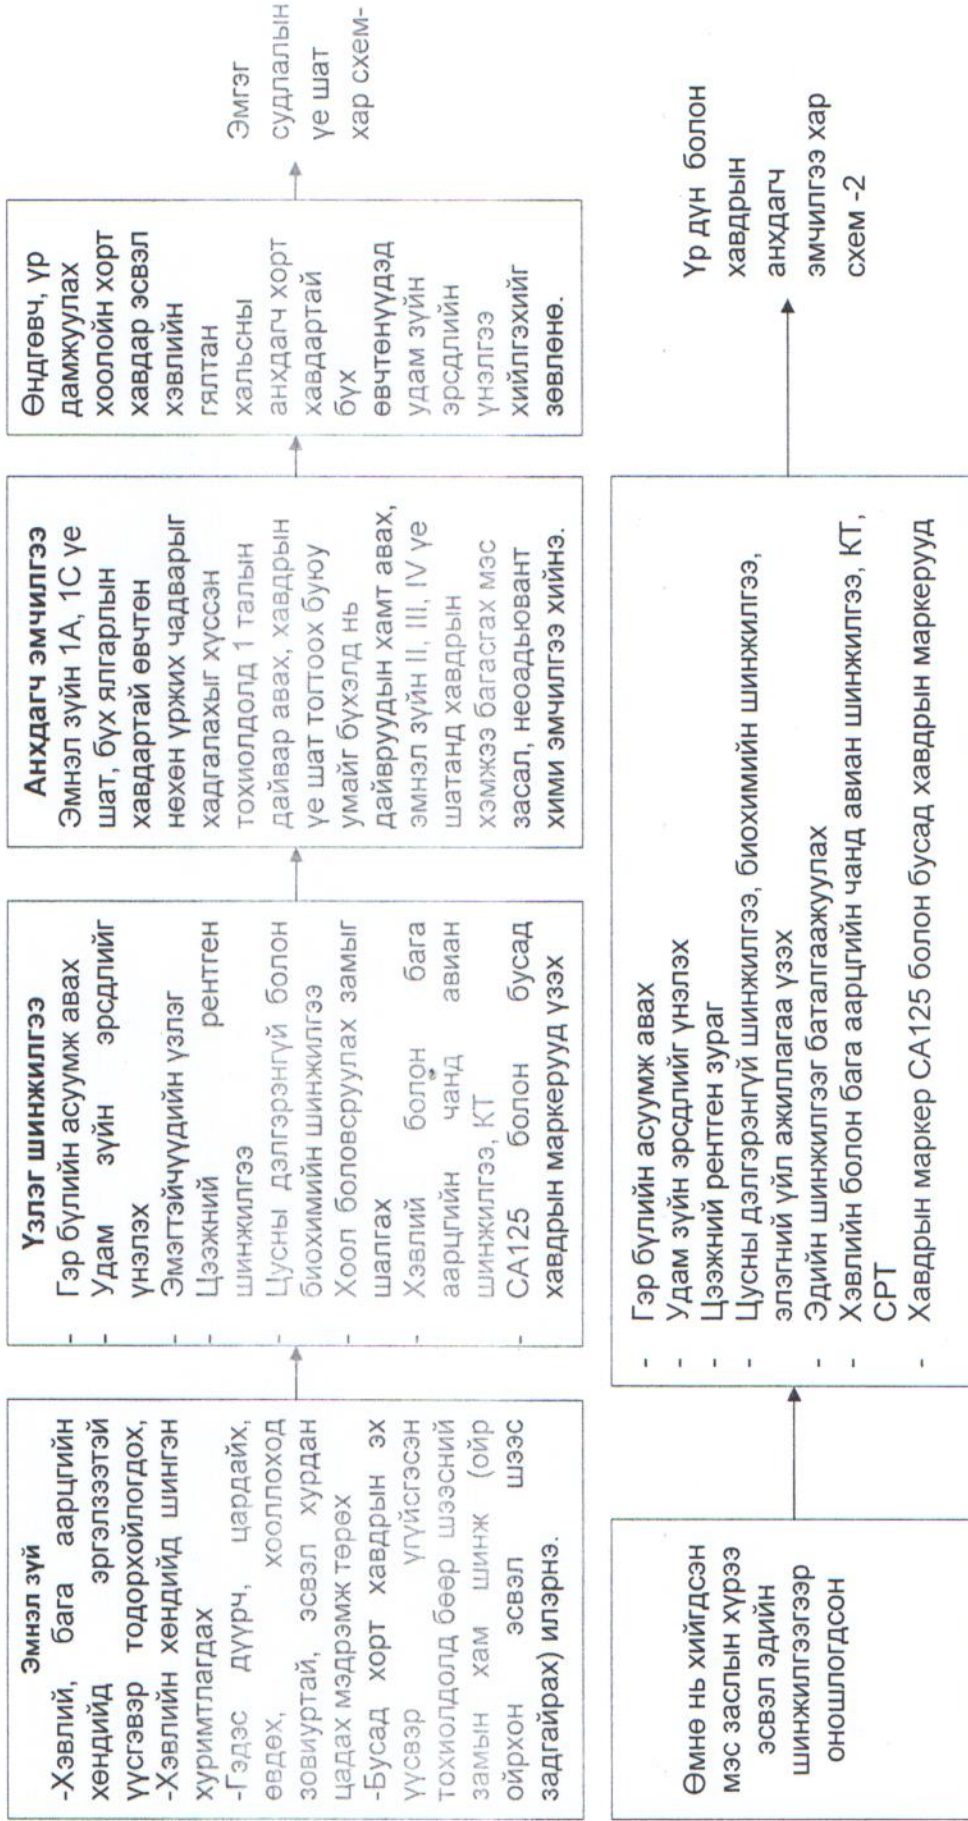 Эмнэл зүй
-Хэвлий, бага аарцгийн
хөндийд эргэлзээтэй
үүсгэвэр тодорхойлогдох,
-Хэвлийн хөндийд шингэн
хуримтлагдах
-Гэдэс дүүрч, цардайх,
өвдөх, хооллоход
зовиуртай, эсвэл хурдан
цадах мэдрэмж төрөх
-Бусад хорт хавдрын эх
үүсвэр үгүйсгэсэн
тохиолдолд бөөр шээсний
замын хам шинж (ойр
ойрхон эсвэл шээс
задгайрах) илэрнэ.
Үзлэг шинжилгээ
- Гэр бүлийн асуумж авах
- Удам зүйн эрсдлийг
үнэлэх
- Эмэгтэйчүүдийн үзлэг
- Цээжний рентген
шинжилгээ
- Цусны дэлгэрэнгүй болон
биохимийн шинжилгээ
- Хоол боловсруулах замыг
шалгах
- Хэвлий болон бага
аарцгийн чанд авиан
шинжилгээ, КТ
- СА125 болон бусад
хавдрын маркерууд үзэх
Анхдагч эмчилгээ
Эмнэл зүйн 1А, 1С үе
шат, бүх ялгарлын
хавдартай өвчтөн
нөхөн үржих чадварыг
хадгалахыг хүссэн
тохиолдолд 1 талын
дайвар авах, хавдрын
үе шат тогтоох буюу
умайг бүхэлд нь
дайвруудын хамт авах,
эмнэл зүйн II, III, IV үе
шатанд хавдрын
хэмжээ багасгах мэс
засал, неоадьювант
хими эмчилгээ хийнэ.
Өндгөвч, үр
дамжуулах
хоолойн хорт
хавдар эсвэл
хэвлийн
гялтан
хальсны
анхдагч хорт
хавдартай
бүх
өвчтөнүүдэд
удам зүйн
эрсдлийн
үнэлгээ
хийлгэхийг
зөвлөнө.
Эмгэг
судлалын
үе шат
хар схем-
Өмнө нь хийгдсэн
мэс заслын хүрээ
эсвэл эдийн
шинжилгээгээр
оношлогдсон
- Гэр бүлийн асуумж авах
- Удам зүйн эрсдлийг үнэлэх
- Цээжний рентген зураг
- Цусны дэлгэрэнгүй шинжилгээ, биохимийн шинжилгээ,
элэгний үйл ажиллагаа үзэх
- Эдийн шинжилгээг баталгаажуулах
- Хэвлийн болон бага аарцгийн чанд авиан шинжилгээ, КТ,
СРТ
- Хавдрын маркер СА125 болон бусад хавдрын маркерууд
Үр дүн болон
хавдрын
анхдагч
эмчилгээ хар
схем -2